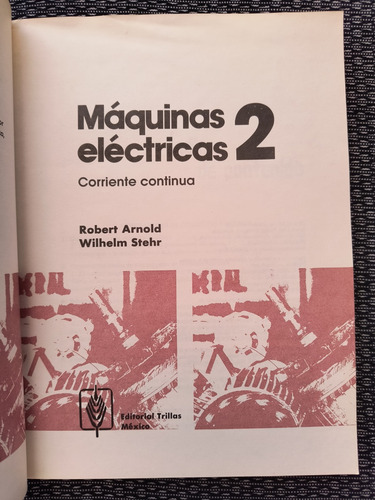 Máquinas
eléctricas 2
Corriente continua
Robert Arnold
Wilhelm Stehr
Editorial Trillas
México